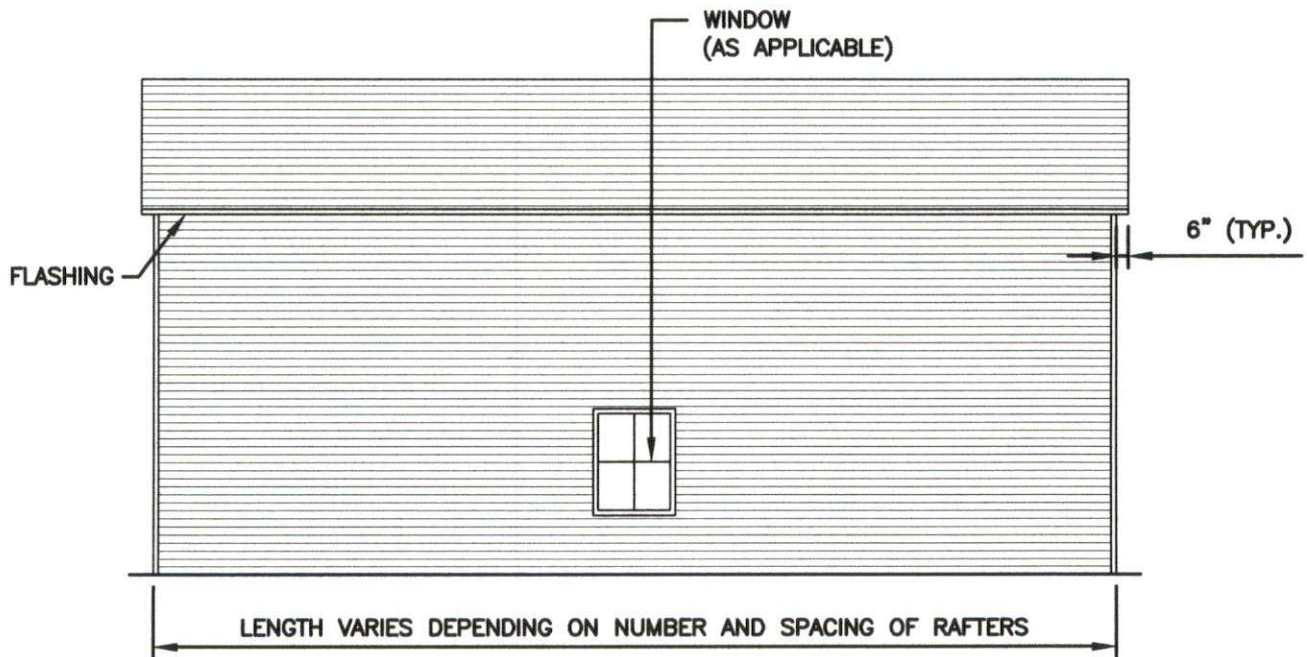 WINDOW
(AS APPLICABLE)
6" (TYP.)
FLASHING
LENGTH VARIES DEPENDING ON NUMBER AND SPACING OF RAFTERS